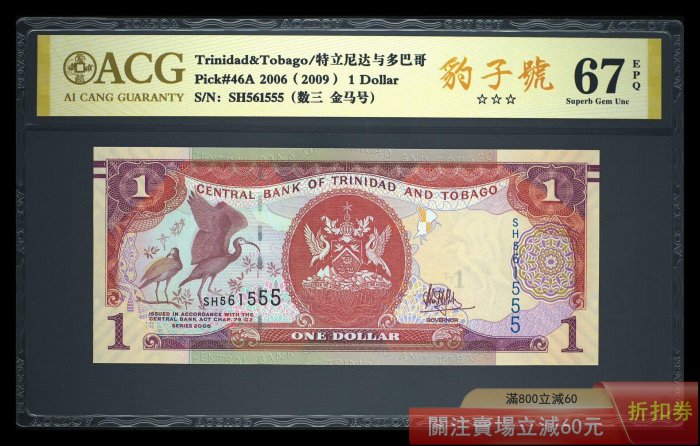 ACG
AI CANG GUARANTY
Trinidad&Tobago/特立尼达与多巴哥
Pick#46A 2006 ( 2009 ) 1 Dollar
S/N: SH561555（数三 金马号）
豹子號
☆☆☆
67
EPQ
Superb Gem Unc
1
CENTRAL BANK OF TRINIDAD AND TOBAGO
1
SH561555
SH561555
ISSUED IN ACCORDANCE WITH THE
CENTRAL BANK ACT CHAP. 79:02
SERIES 2006
GOVERNOR
1
ONE DOLLAR
1
滿800立減60
關注賣場立減60元
折扣券